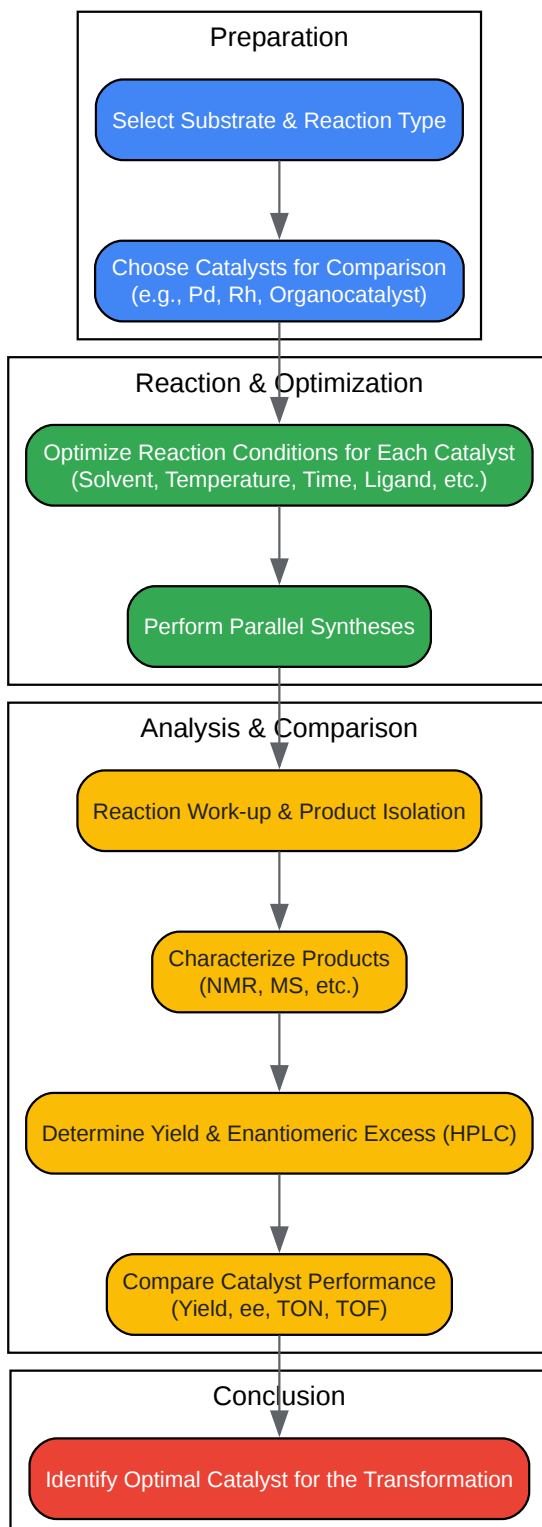 Preparation
Select Substrate & Reaction Type
Choose Catalysts for Comparison
(e.g., Pd, Rh, Organocatalyst)
Reaction & Optimization
Optimize Reaction Conditions for Each Catalyst
(Solvent, Temperature, Time, Ligand, etc.)
Perform Parallel Syntheses
Analysis & Comparison
Reaction Work-up & Product Isolation
Characterize Products
(NMR, MS, etc.)
Determine Yield & Enantiomeric Excess (HPLC)
Compare Catalyst Performance
(Yield, ee, TON, TOF)
Conclusion
Identify Optimal Catalyst for the Transformation